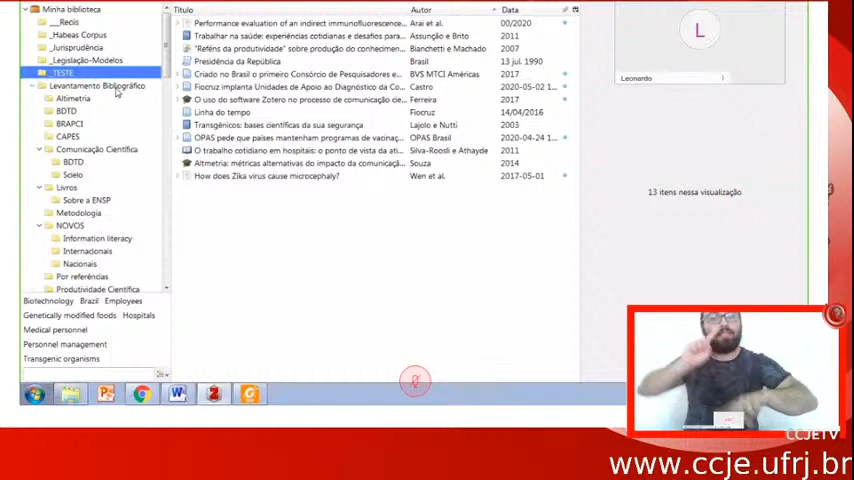 Minha biblioteca
__Reciis
_Habeas Corpus
_Jurisprudência
_Legislação-Modelos
_TESTE
Levantamento Bibliográfico
Altimetria
BDTD
BRAPCI
CAPES
Comunicação Científica
BDTD
Scielo
Livros
Sobre a ENSP
Metodologia
NOVOS
Information literacy
Internacionais
Nacionais
Por referências
Produtividade Científica
Biotechnology Brazil Employees
Genetically modified foods Hospitals
Medical personnel
Personnel management
Transgenic organisms
Título Autor Data
Performance evaluation of an indirect immunofluorescence... Arai et al. 00/2020
Trabalhar na saúde: experiências cotidianas e desafios para... Assunção e Brito 2011
"Reféns da produtividade" sobre produção do conhecimen... Bianchetti e Machado 2007
Presidência da República Brasil 13 jul. 1990
Criado no Brasil o primeiro Consórcio de Pesquisadores e... BVS MTCI Américas 2017
Fiocruz implanta Unidades de Apoio ao Diagnóstico da Co... Castro 2020-05-02 1...
O uso do software Zotero no processo de comunicação cie... Ferreira 2017
Linha do tempo Fiocruz 14/04/2016
Transgênicos: bases científicas da sua segurança Lajolo e Nutti 2003
OPAS pede que países mantenham programas de vacinaç... OPAS Brasil 2020-04-24 1...
O trabalho cotidiano em hospitais: o ponto de vista da ati... Silva-Roosli e Athayde 2011
Altmetria: métricas alternativas do impacto da comunicaçã... Souza 2014
How does Zika virus cause microcephaly? Wen et al. 2017-05-01
L
Leonardo
13 itens nessa visualização
CCJETV
www.ccje.ufrj.br